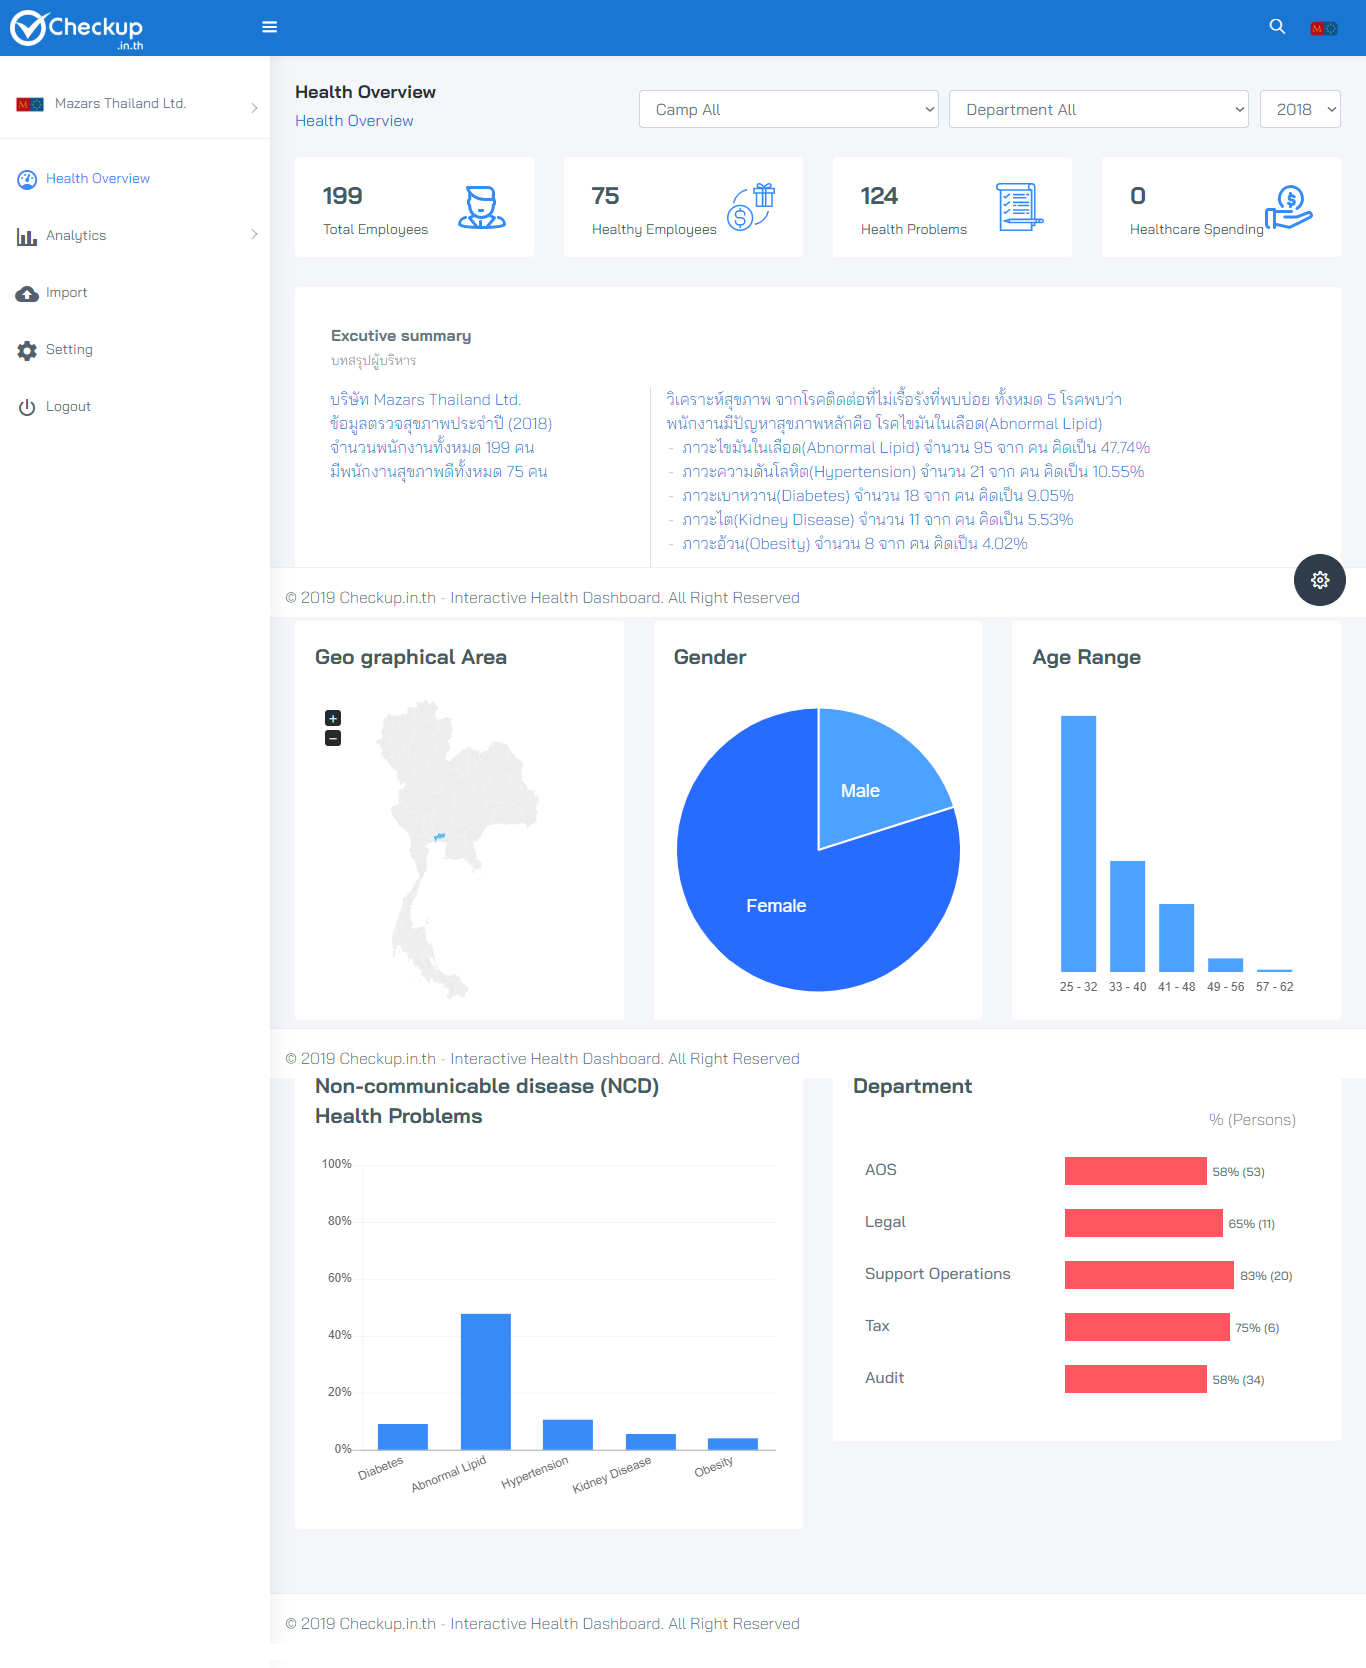 Checkup
.in.th
Mazars Thailand Ltd.
Health Overview
Analytics
Import
Setting
Logout
Health Overview
Health Overview
Camp All
Department All
2018
199
Total Employees
75
Healthy Employees
124
Health Problems
0
Healthcare Spending
Excutive summary
บทสรุปผู้บริหาร
บริษัท Mazars Thailand Ltd.
ข้อมูลตรวจสุขภาพประจำปี (2018)
จำนวนพนักงานทั้งหมด 199 คน
มีพนักงานสุขภาพดีทั้งหมด 75 คน
วิเคราะห์สุขภาพ จากโรคติดต่อที่ไม่เรื้อรังที่พบบ่อย ทั้งหมด 5 โรคพบว่า
พนักงานมีปัญหาสุขภาพหลักคือ โรคไขมันในเลือด(Abnormal Lipid)
- ภาวะไขมันในเลือด(Abnormal Lipid) จำนวน 95 จาก คน คิดเป็น 47.74%
- ภาวะความดันโลหิต(Hypertension) จำนวน 21 จาก คน คิดเป็น 10.55%
- ภาวะเบาหวาน(Diabetes) จำนวน 18 จาก คน คิดเป็น 9.05%
- ภาวะไต(Kidney Disease) จำนวน 11 จาก คน คิดเป็น 5.53%
- ภาวะอ้วน(Obesity) จำนวน 8 จาก คน คิดเป็น 4.02%
© 2019 Checkup.in.th - Interactive Health Dashboard. All Right Reserved
Geo graphical Area
+
−
Gender
Male
Female
Age Range
25 - 32
33 - 40
41 - 48
49 - 56
57 - 62
© 2019 Checkup.in.th - Interactive Health Dashboard. All Right Reserved
Non-communicable disease (NCD)
Health Problems
100%
80%
60%
40%
20%
0%
Diabetes
Abnormal Lipid
Hypertension
Kidney Disease
Obesity
Department
% (Persons)
AOS
58% (53)
Legal
65% (11)
Support Operations
83% (20)
Tax
75% (6)
Audit
58% (34)
© 2019 Checkup.in.th - Interactive Health Dashboard. All Right Reserved